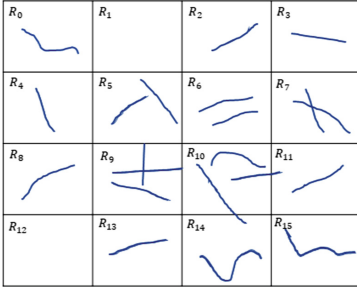 R₀ R₁ R₂ R₃
R₄ R₅ R₆ R₇
R₈ R₉ R₁₀ R₁₁
R₁₂ R₁₃ R₁₄ R₁₅